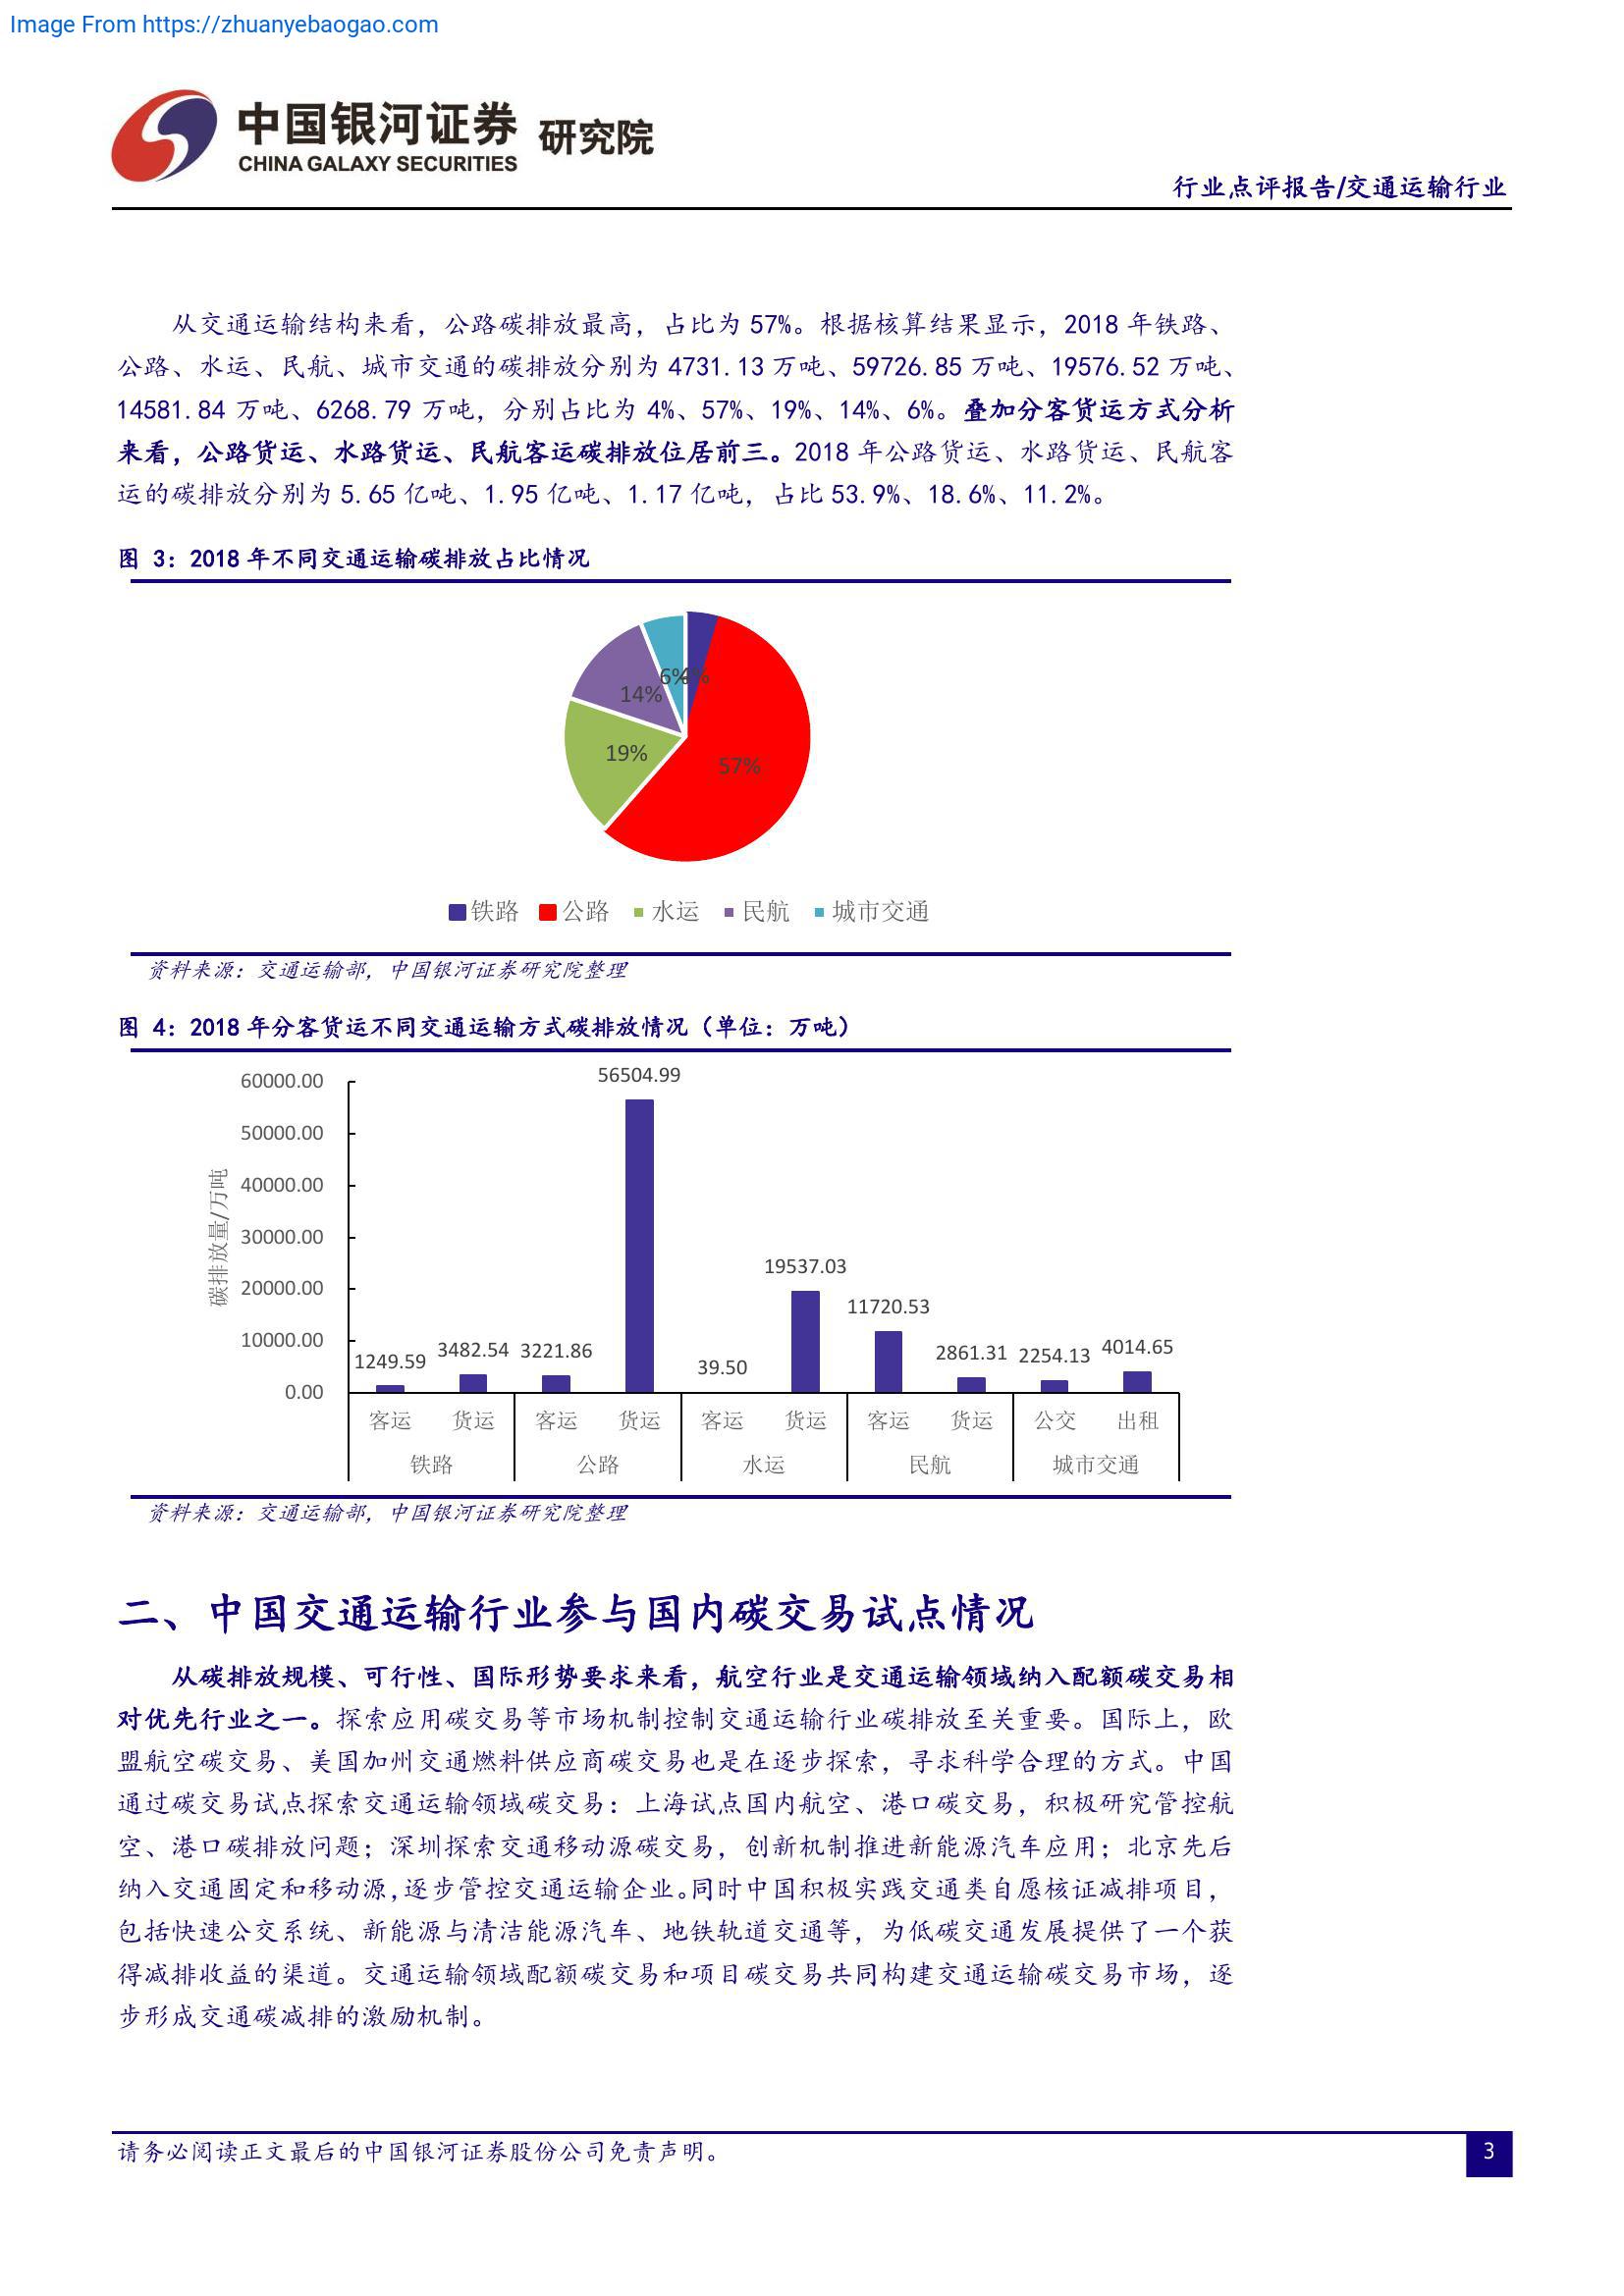 Image From https://zhuanyebaogao.com
中国银河证券 研究院
CHINA GALAXY SECURITIES
行业点评报告/交通运输行业
从交通运输结构来看，公路碳排放最高，占比为 57%。根据核算结果显示，2018 年铁路、
公路、水运、民航、城市交通的碳排放分别为 4731.13 万吨、59726.85 万吨、19576.52 万吨、
14581.84 万吨、6268.79 万吨，分别占比为 4%、57%、19%、14%、6%。叠加分客货运方式分析
来看，公路货运、水路货运、民航客运碳排放位居前三。2018 年公路货运、水路货运、民航客
运的碳排放分别为 5.65 亿吨、1.95 亿吨、1.17 亿吨，占比 53.9%、18.6%、11.2%。
图 3：2018 年不同交通运输碳排放占比情况
6% 4%
14%
19%
57%
铁路 公路 水运 民航 城市交通
资料来源：交通运输部，中国银河证券研究院整理
图 4：2018 年分客货运不同交通运输方式碳排放情况（单位：万吨）
碳排放量/万吨
60000.00
50000.00
40000.00
30000.00
20000.00
10000.00
0.00
1249.59 3482.54 3221.86 56504.99 39.50 19537.03 11720.53 2861.31 2254.13 4014.65
客运 货运 客运 货运 客运 货运 客运 货运 公交 出租
铁路 公路 水运 民航 城市交通
资料来源：交通运输部，中国银河证券研究院整理
二、中国交通运输行业参与国内碳交易试点情况
从碳排放规模、可行性、国际形势要求来看，航空行业是交通运输领域纳入配额碳交易相
对优先行业之一。探索应用碳交易等市场机制控制交通运输行业碳排放至关重要。国际上，欧
盟航空碳交易、美国加州交通燃料供应商碳交易也是在逐步探索，寻求科学合理的方式。中国
通过碳交易试点探索交通运输领域碳交易：上海试点国内航空、港口碳交易，积极研究管控航
空、港口碳排放问题；深圳探索交通移动源碳交易，创新机制推进新能源汽车应用；北京先后
纳入交通固定和移动源，逐步管控交通运输企业。同时中国积极实践交通类自愿核证减排项目，
包括快速公交系统、新能源与清洁能源汽车、地铁轨道交通等，为低碳交通发展提供了一个获
得减排收益的渠道。交通运输领域配额碳交易和项目碳交易共同构建交通运输碳交易市场，逐
步形成交通碳减排的激励机制。
请务必阅读正文最后的中国银河证券股份公司免责声明。
3